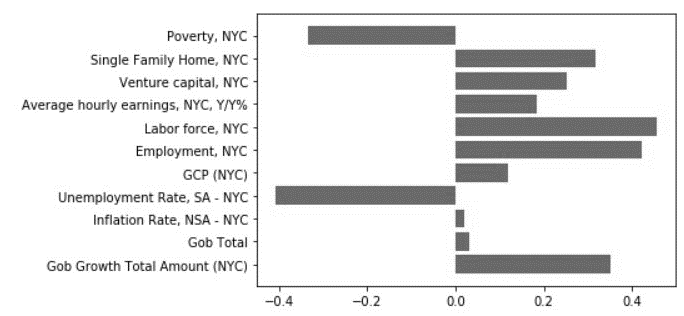 Poverty, NYC
Single Family Home, NYC
Venture capital, NYC
Average hourly earnings, NYC, Y/Y%
Labor force, NYC
Employment, NYC
GCP (NYC)
Unemployment Rate, SA - NYC
Inflation Rate, NSA - NYC
Gob Total
Gob Growth Total Amount (NYC)
−0.4 −0.2 0.0 0.2 0.4